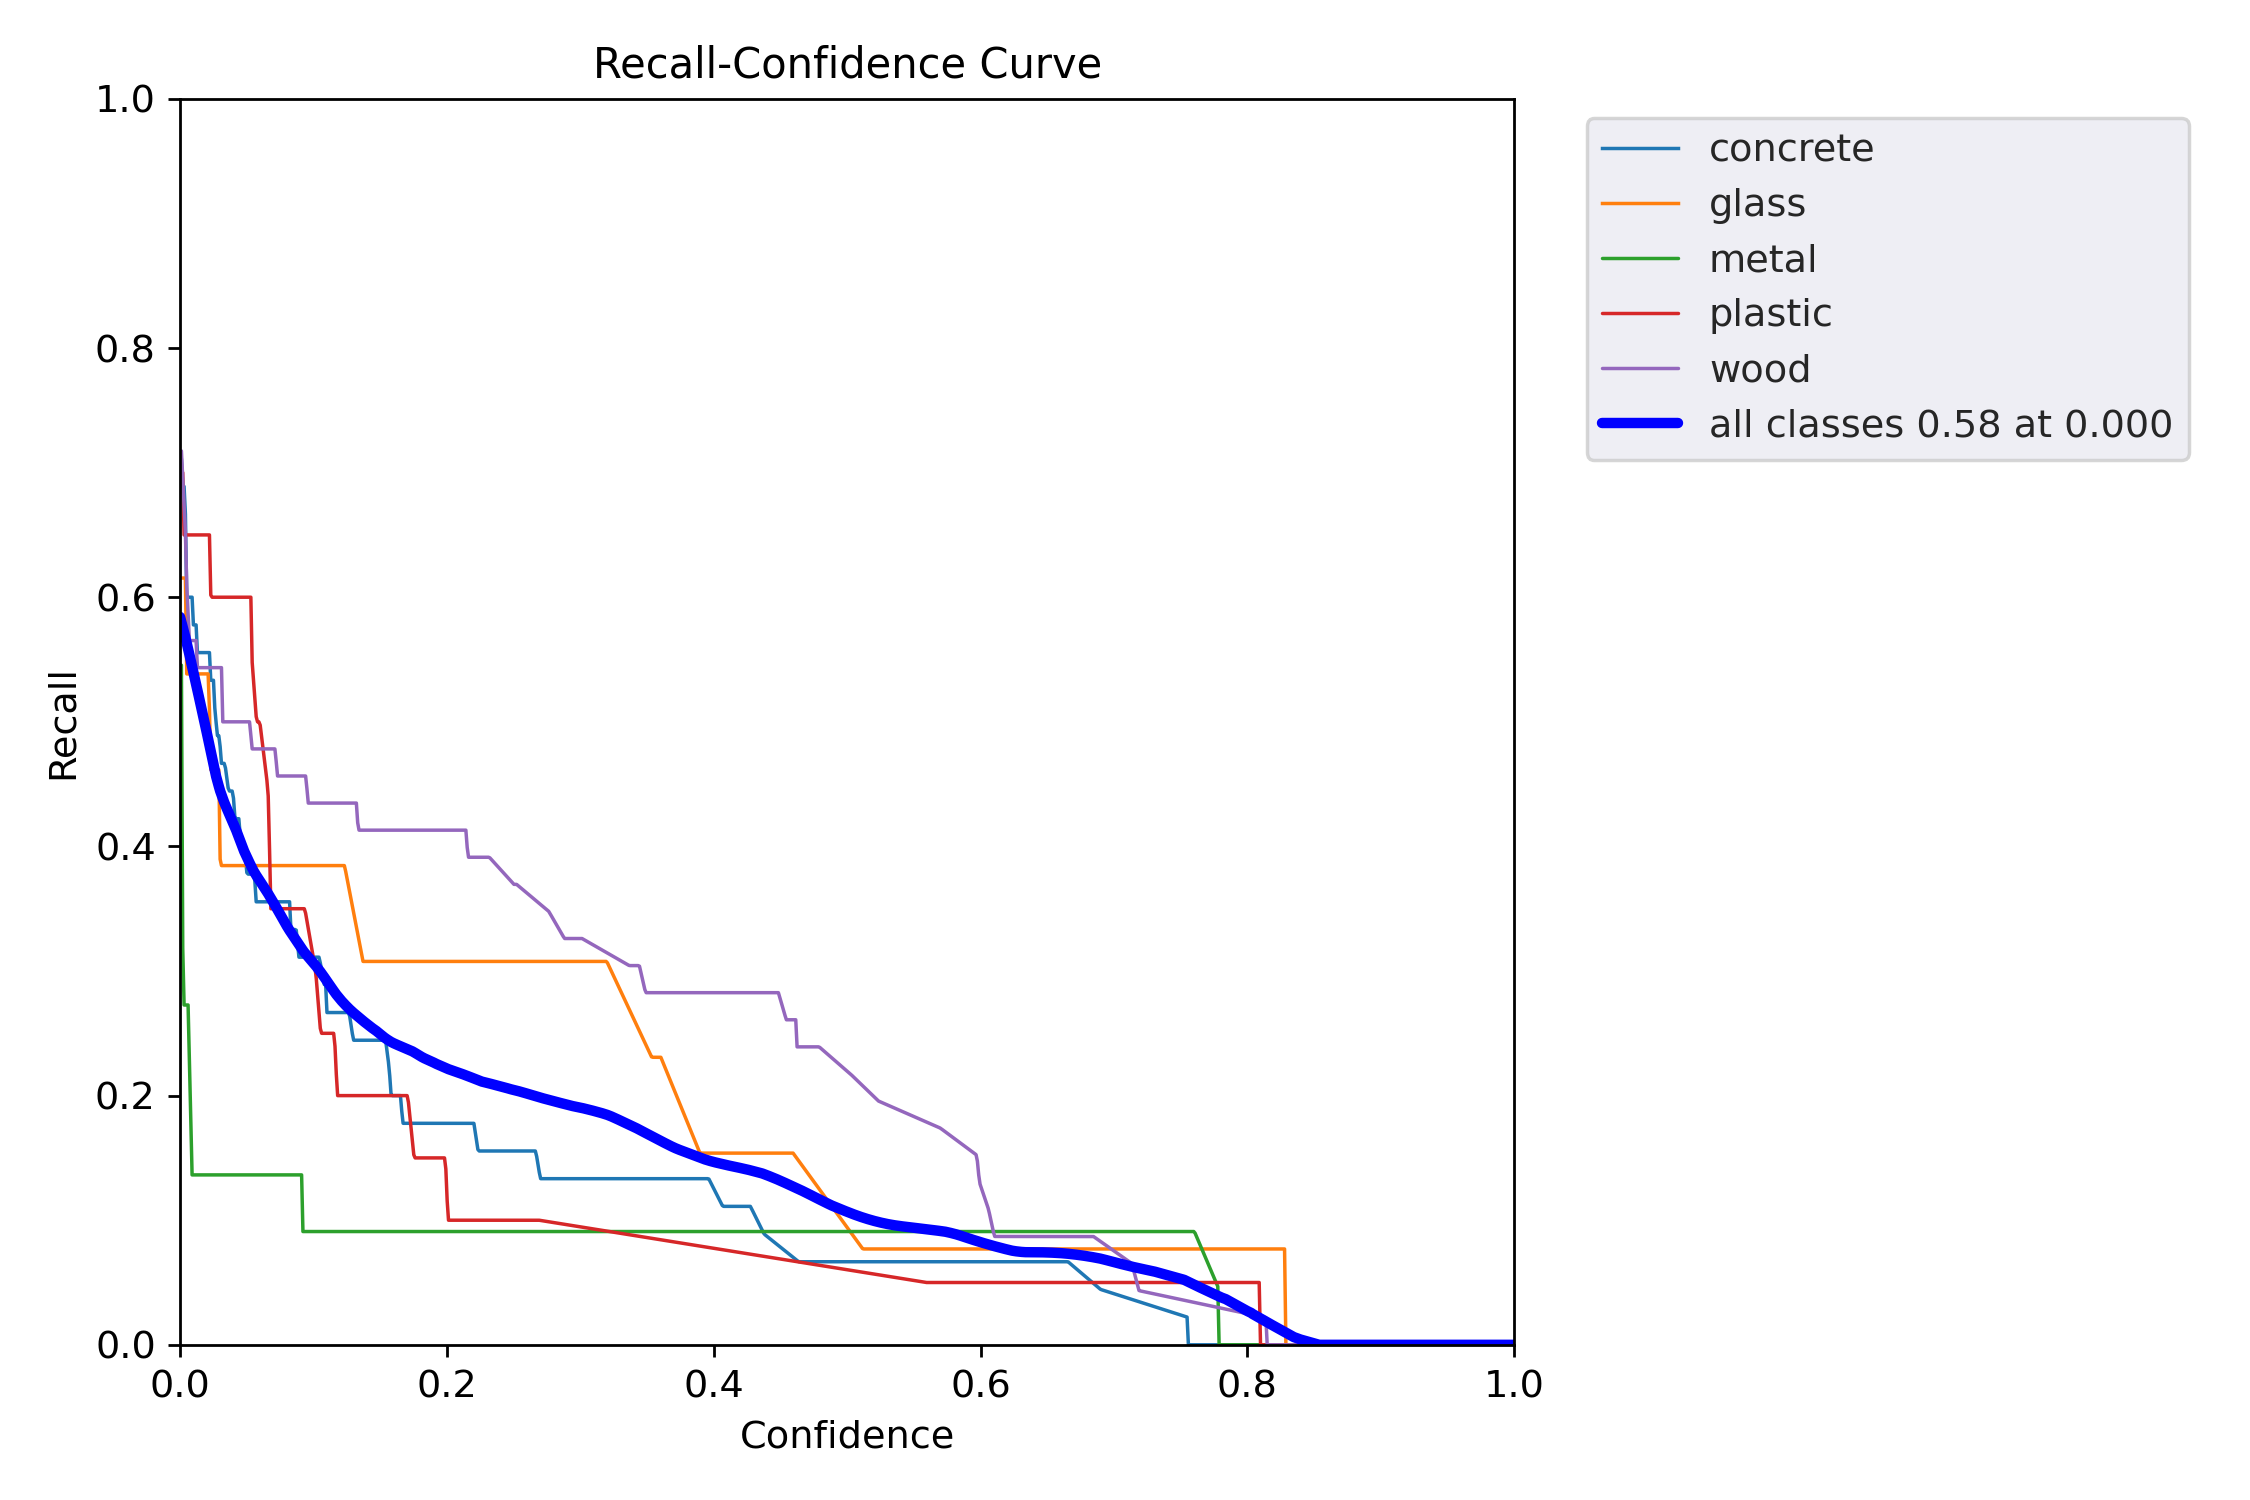 Recall-Confidence Curve
1.0
0.8
0.6
0.4
0.2
0.0
Recall
0.0 0.2 0.4 0.6 0.8 1.0
Confidence
concrete
glass
metal
plastic
wood
all classes 0.58 at 0.000